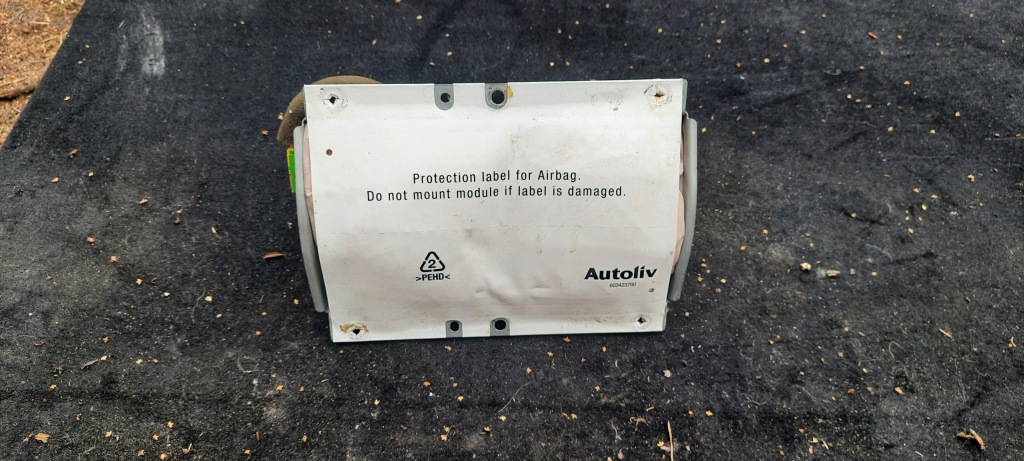 Protection label for Airbag.
Do not mount module if label is damaged.
2
>PEHD<
Autoliv
603423700